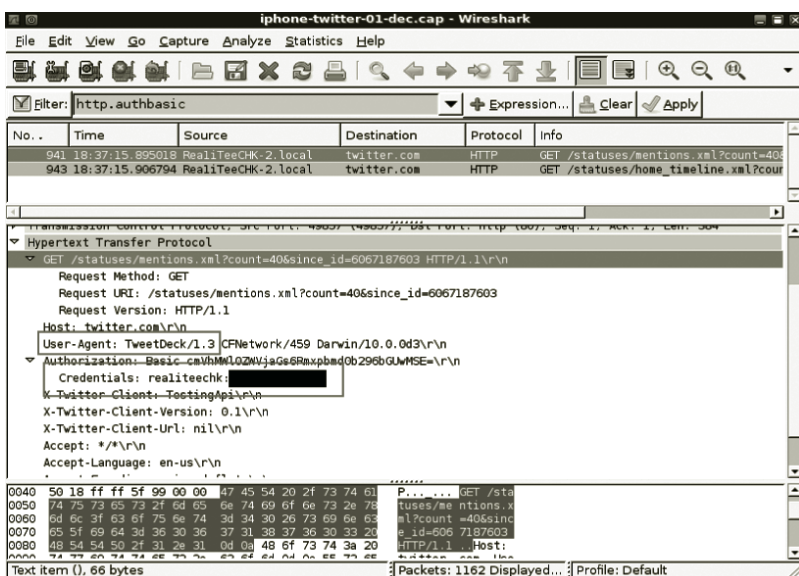 iphone-twitter-01-dec.cap - Wireshark
File Edit View Go Capture Analyze Statistics Help
Filter: http.authbasic Expression... Clear Apply
No. . Time Source Destination Protocol Info
941 18:37:15.895018 RealiTeeCHK-2.local twitter.com HTTP GET /statuses/mentions.xml?count=40&
943 18:37:15.906794 RealiTeeCHK-2.local twitter.com HTTP GET /statuses/home_timeline.xml?cour
Hypertext Transfer Protocol
GET /statuses/mentions.xml?count=40&since_id=6067187603 HTTP/1.1\r\n
Request Method: GET
Request URI: /statuses/mentions.xml?count=40&since_id=6067187603
Request Version: HTTP/1.1
Host: twitter.com\r\n
User-Agent: TweetDeck/1.3 CFNetwork/459 Darwin/10.0.0d3\r\n
Authorization: Basic
Credentials: realiteechk:
X-Twitter-Client: TestingApi\r\n
X-Twitter-Client-Version: 0.1\r\n
X-Twitter-Client-Url: nil\r\n
Accept: */*\r\n
Accept-Language: en-us\r\n
0040 50 18 ff ff 5f 99 00 00 47 45 54 20 2f 73 74 61 P..._... GET /sta
0050 74 75 73 65 73 2f 6d 65 6e 74 69 6f 6e 73 2e 78 tuses/me ntions.x
0060 6d 6c 3f 63 6f 75 6e 74 3d 34 30 26 73 69 6e 63 ml?count =40&sinc
0070 65 5f 69 64 3d 36 30 36 37 31 38 37 36 30 33 20 e_id=606 7187603
0080 48 54 54 50 2f 31 2e 31 0d 0a 48 6f 73 74 3a 20 HTTP/1.1 ..Host:
Text item (), 66 bytes Packets: 1162 Displayed... Profile: Default